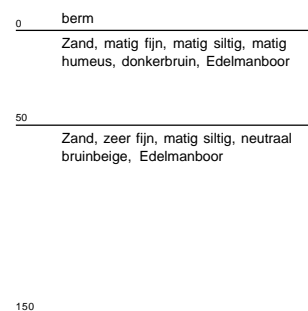 0 berm
Zand, matig fijn, matig siltig, matig
humeus, donkerbruin, Edelmanboor
50
Zand, zeer fijn, matig siltig, neutraal
bruinbeige, Edelmanboor
150